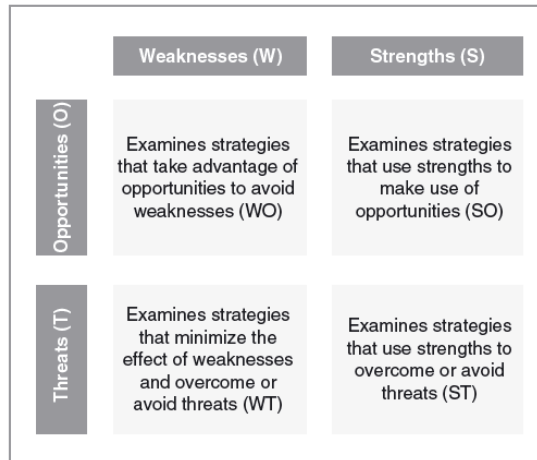 Weaknesses (W)
Strengths (S)
Opportunities (O)
Examines strategies
that take advantage of
opportunities to avoid
weaknesses (WO)
Examines strategies
that use strengths to
make use of
opportunities (SO)
Threats (T)
Examines strategies
that minimize the
effect of weaknesses
and overcome or
avoid threats (WT)
Examines strategies
that use strengths to
overcome or avoid
threats (ST)